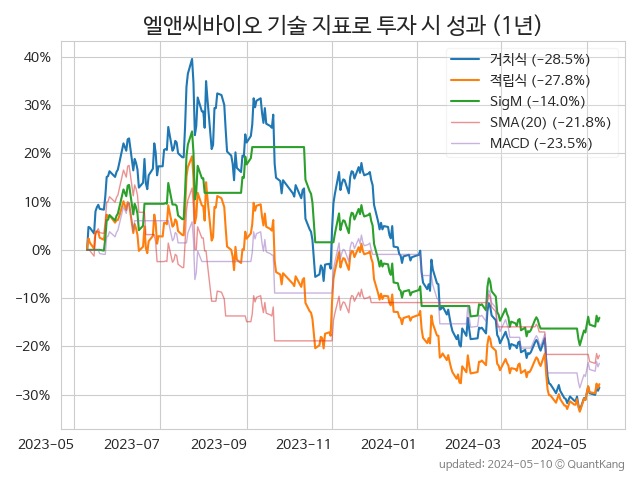 엘앤씨바이오 기술 지표로 투자 시 성과 (1년)
40%
30%
20%
10%
0%
−10%
−20%
−30%
거치식 (−28.5%)
적립식 (−27.8%)
SigM (−14.0%)
SMA(20) (−21.8%)
MACD (−23.5%)
2023-05 2023-07 2023-09 2023-11 2024-01 2024-03 2024-05
updated: 2024-05-10 ⓒ QuantKang